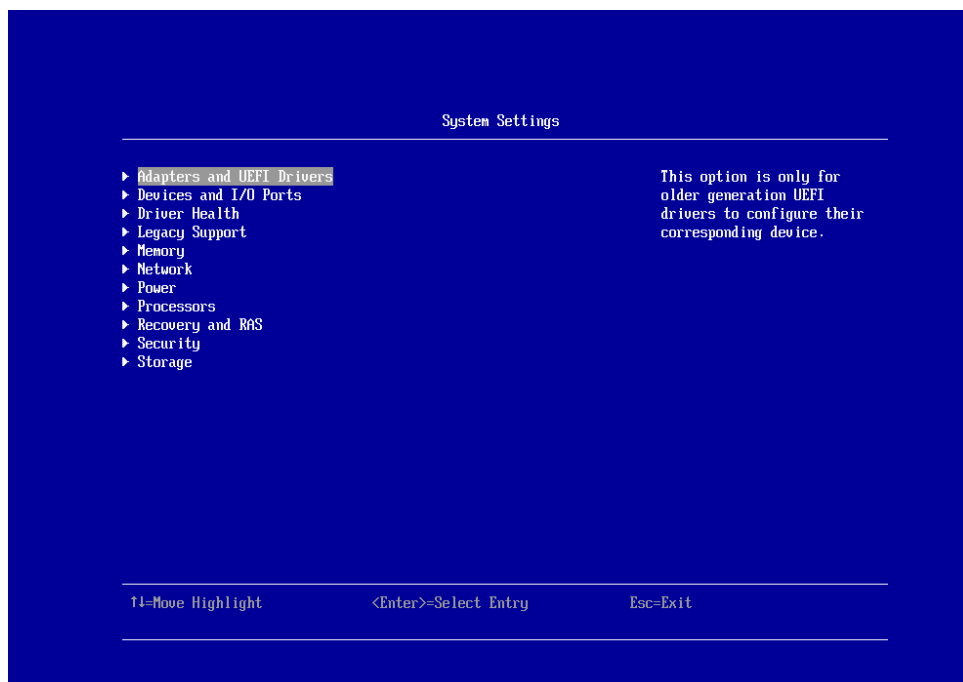 System Settings
▶ Adapters and UEFI Drivers
▶ Devices and I/O Ports
▶ Driver Health
▶ Legacy Support
▶ Memory
▶ Network
▶ Power
▶ Processors
▶ Recovery and RAS
▶ Security
▶ Storage
This option is only for
older generation UEFI
drivers to configure their
corresponding device.
↑↓=Move Highlight <Enter>=Select Entry Esc=Exit